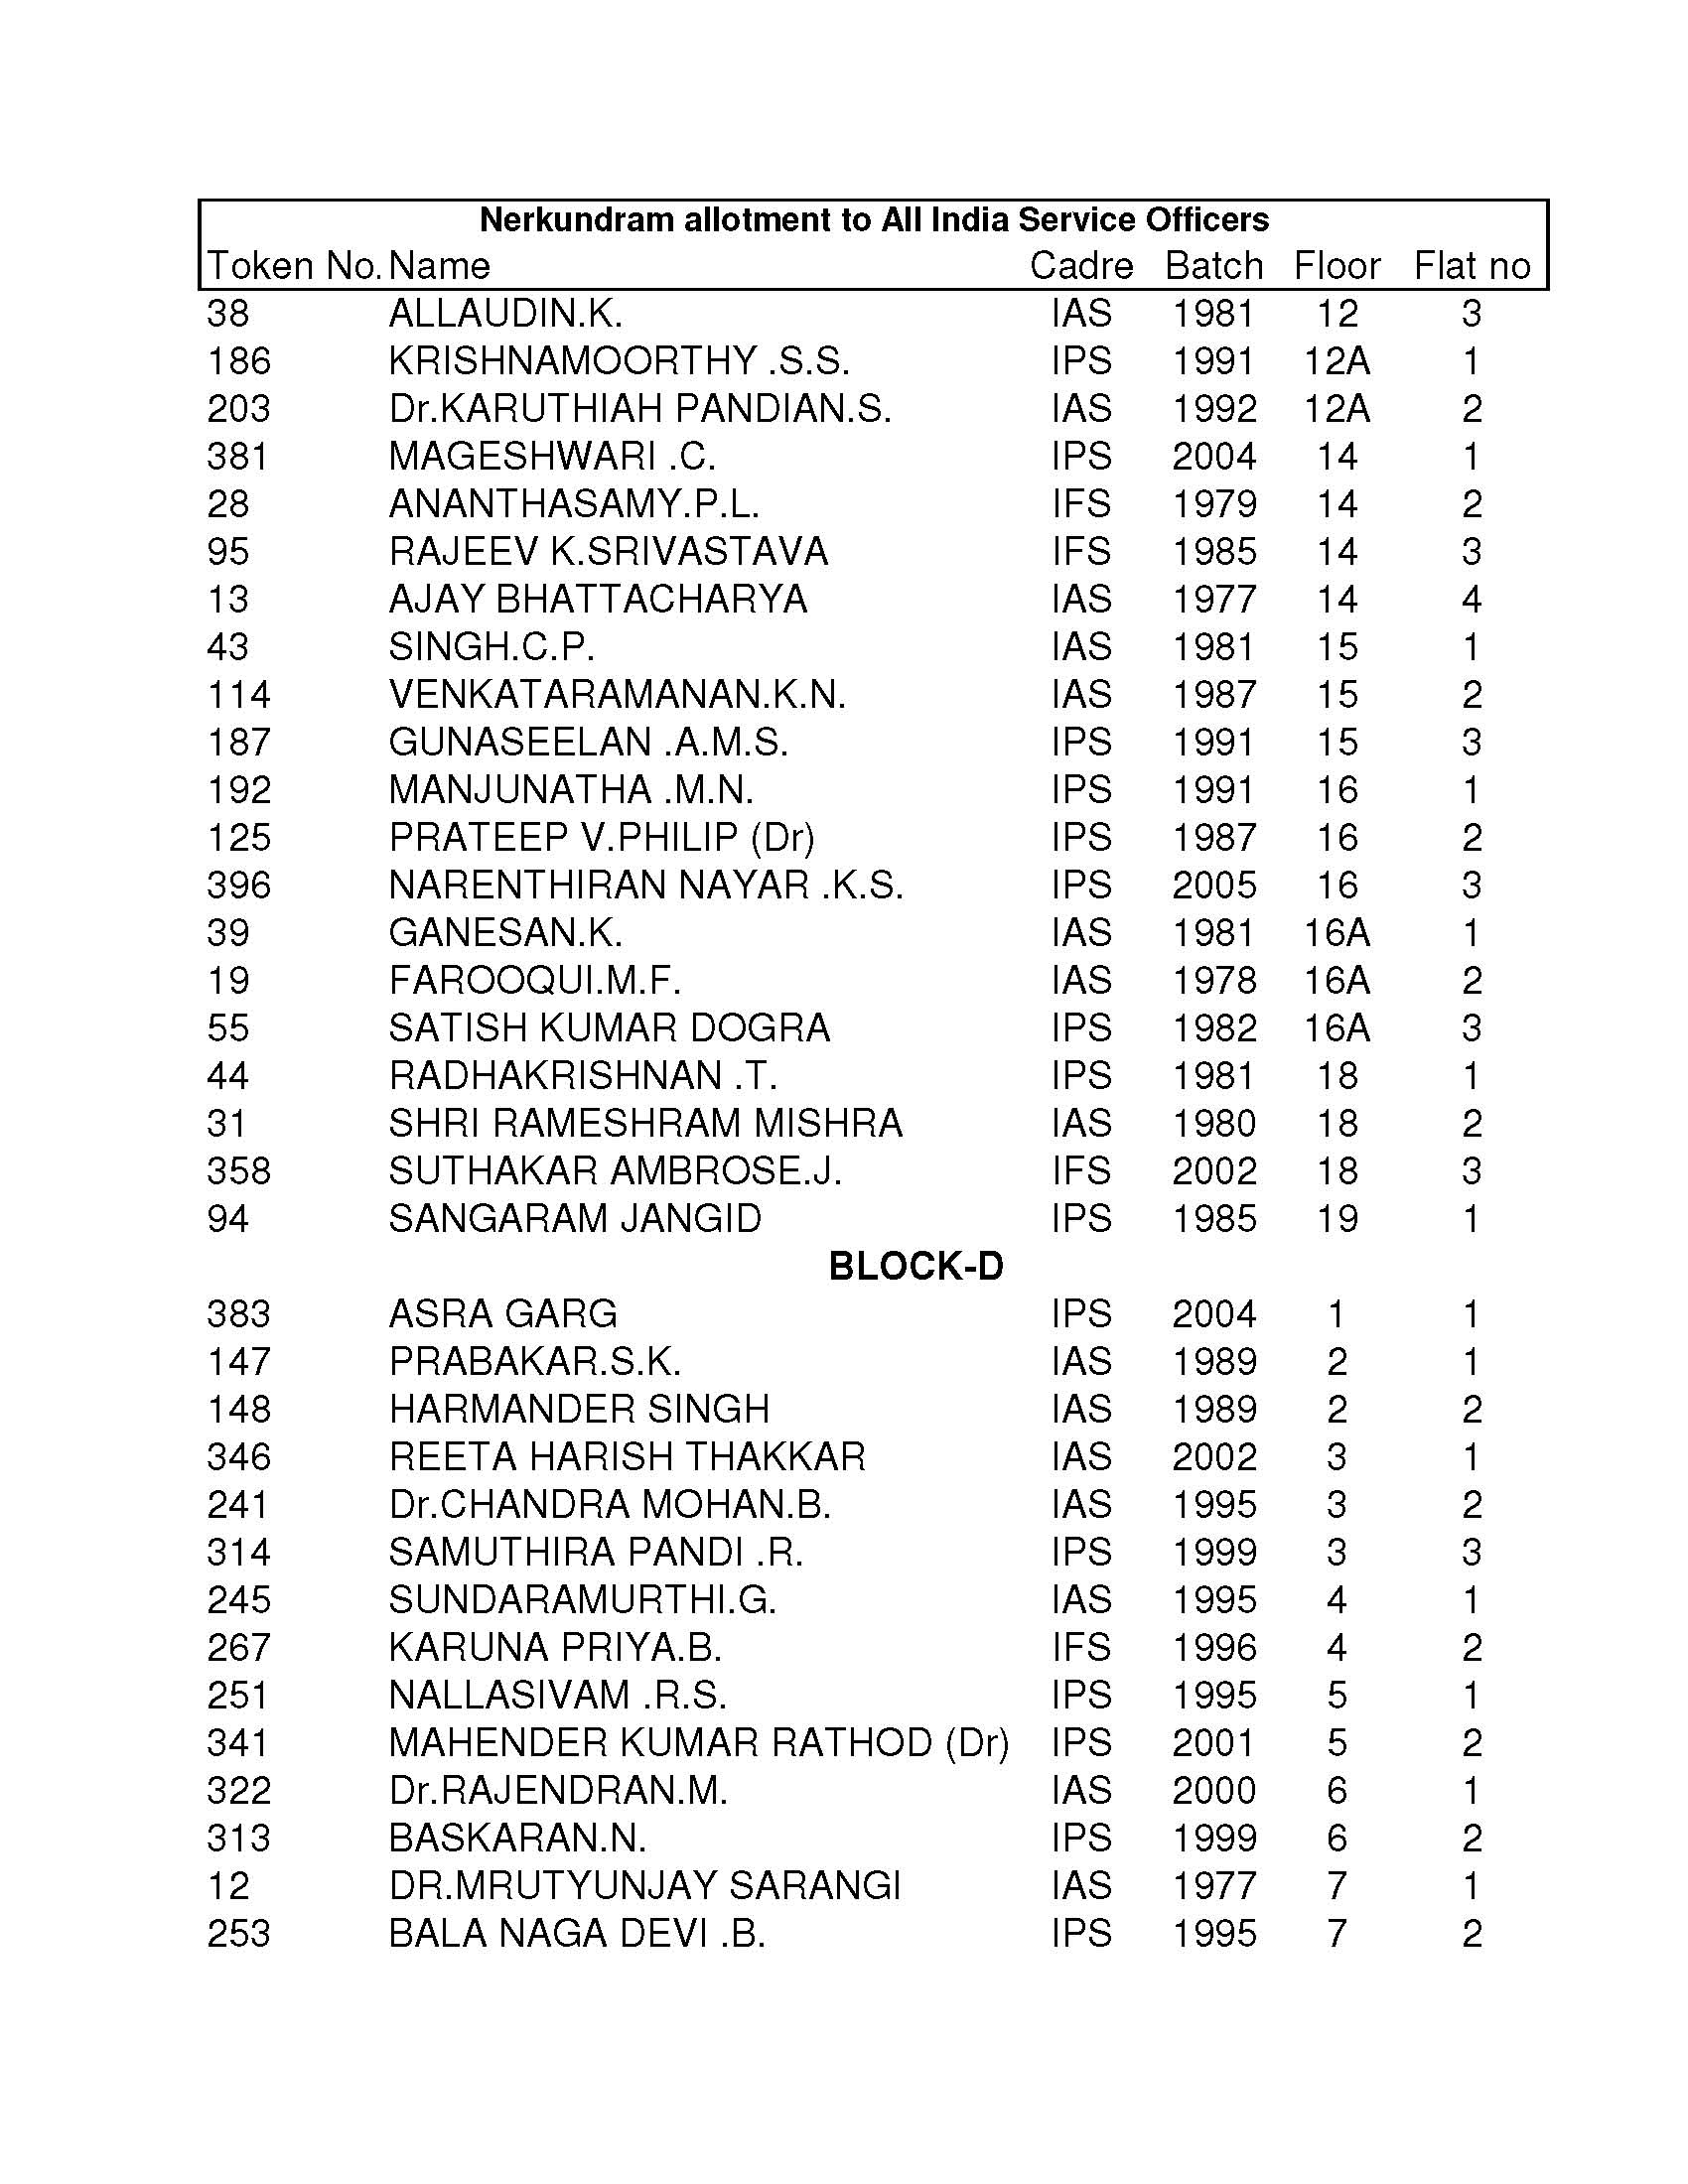 Nerkundram allotment to All India Service Officers
Token No. Name Cadre Batch Floor Flat no
38 ALLAUDIN.K. IAS 1981 12 3
186 KRISHNAMOORTHY .S.S. IPS 1991 12A 1
203 Dr.KARUTHIAH PANDIAN.S. IAS 1992 12A 2
381 MAGESHWARI .C. IPS 2004 14 1
28 ANANTHASAMY.P.L. IFS 1979 14 2
95 RAJEEV K.SRIVASTAVA IFS 1985 14 3
13 AJAY BHATTACHARYA IAS 1977 14 4
43 SINGH.C.P. IAS 1981 15 1
114 VENKATARAMANAN.K.N. IAS 1987 15 2
187 GUNASEELAN .A.M.S. IPS 1991 15 3
192 MANJUNATHA .M.N. IPS 1991 16 1
125 PRATEEP V.PHILIP (Dr) IPS 1987 16 2
396 NARENTHIRAN NAYAR .K.S. IPS 2005 16 3
39 GANESAN.K. IAS 1981 16A 1
19 FAROOQUI.M.F. IAS 1978 16A 2
55 SATISH KUMAR DOGRA IPS 1982 16A 3
44 RADHAKRISHNAN .T. IPS 1981 18 1
31 SHRI RAMESHRAM MISHRA IAS 1980 18 2
358 SUTHAKAR AMBROSE.J. IFS 2002 18 3
94 SANGARAM JANGID IPS 1985 19 1
BLOCK-D
383 ASRA GARG IPS 2004 1 1
147 PRABAKAR.S.K. IAS 1989 2 1
148 HARMANDER SINGH IAS 1989 2 2
346 REETA HARISH THAKKAR IAS 2002 3 1
241 Dr.CHANDRA MOHAN.B. IAS 1995 3 2
314 SAMUTHIRA PANDI .R. IPS 1999 3 3
245 SUNDARAMURTHI.G. IAS 1995 4 1
267 KARUNA PRIYA.B. IFS 1996 4 2
251 NALLASIVAM .R.S. IPS 1995 5 1
341 MAHENDER KUMAR RATHOD (Dr) IPS 2001 5 2
322 Dr.RAJENDRAN.M. IAS 2000 6 1
313 BASKARAN.N. IPS 1999 6 2
12 DR.MRUTYUNJAY SARANGI IAS 1977 7 1
253 BALA NAGA DEVI .B. IPS 1995 7 2